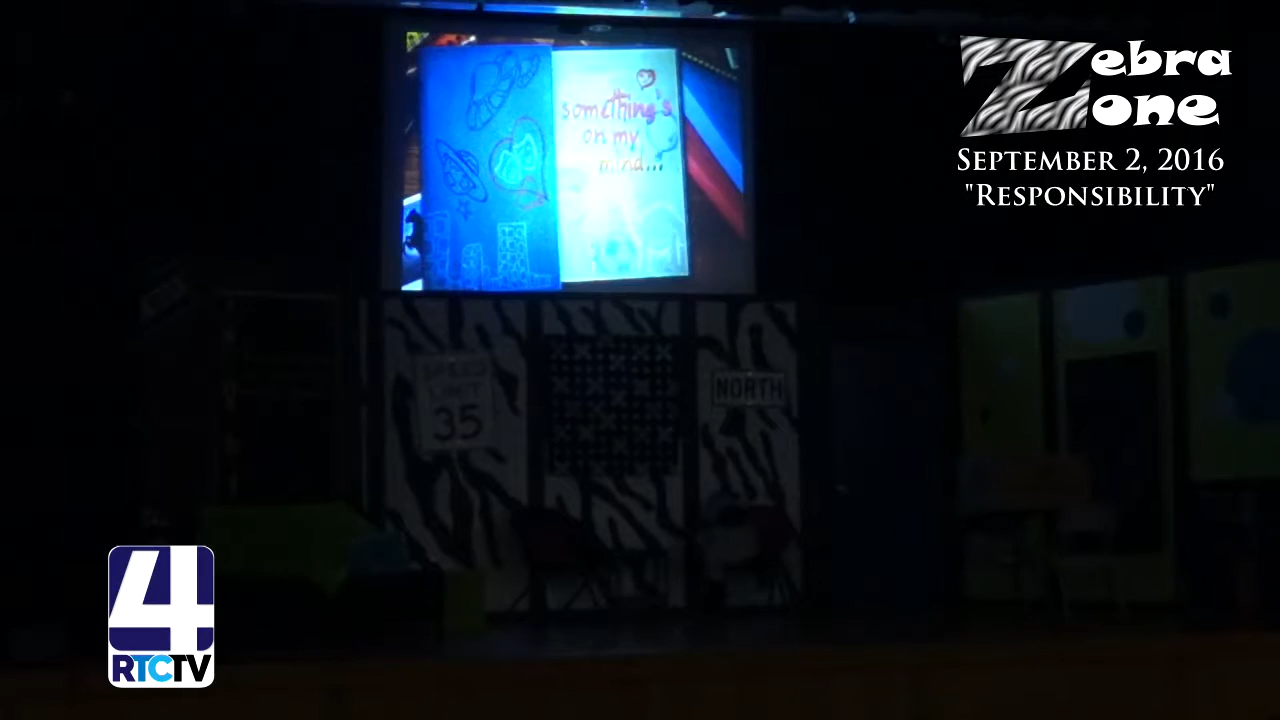 something's
on my
mind...
Zebra
Zone
September 2, 2016
"Responsibility"
SPEED
LIMIT
35
NORTH
4
RTCTV